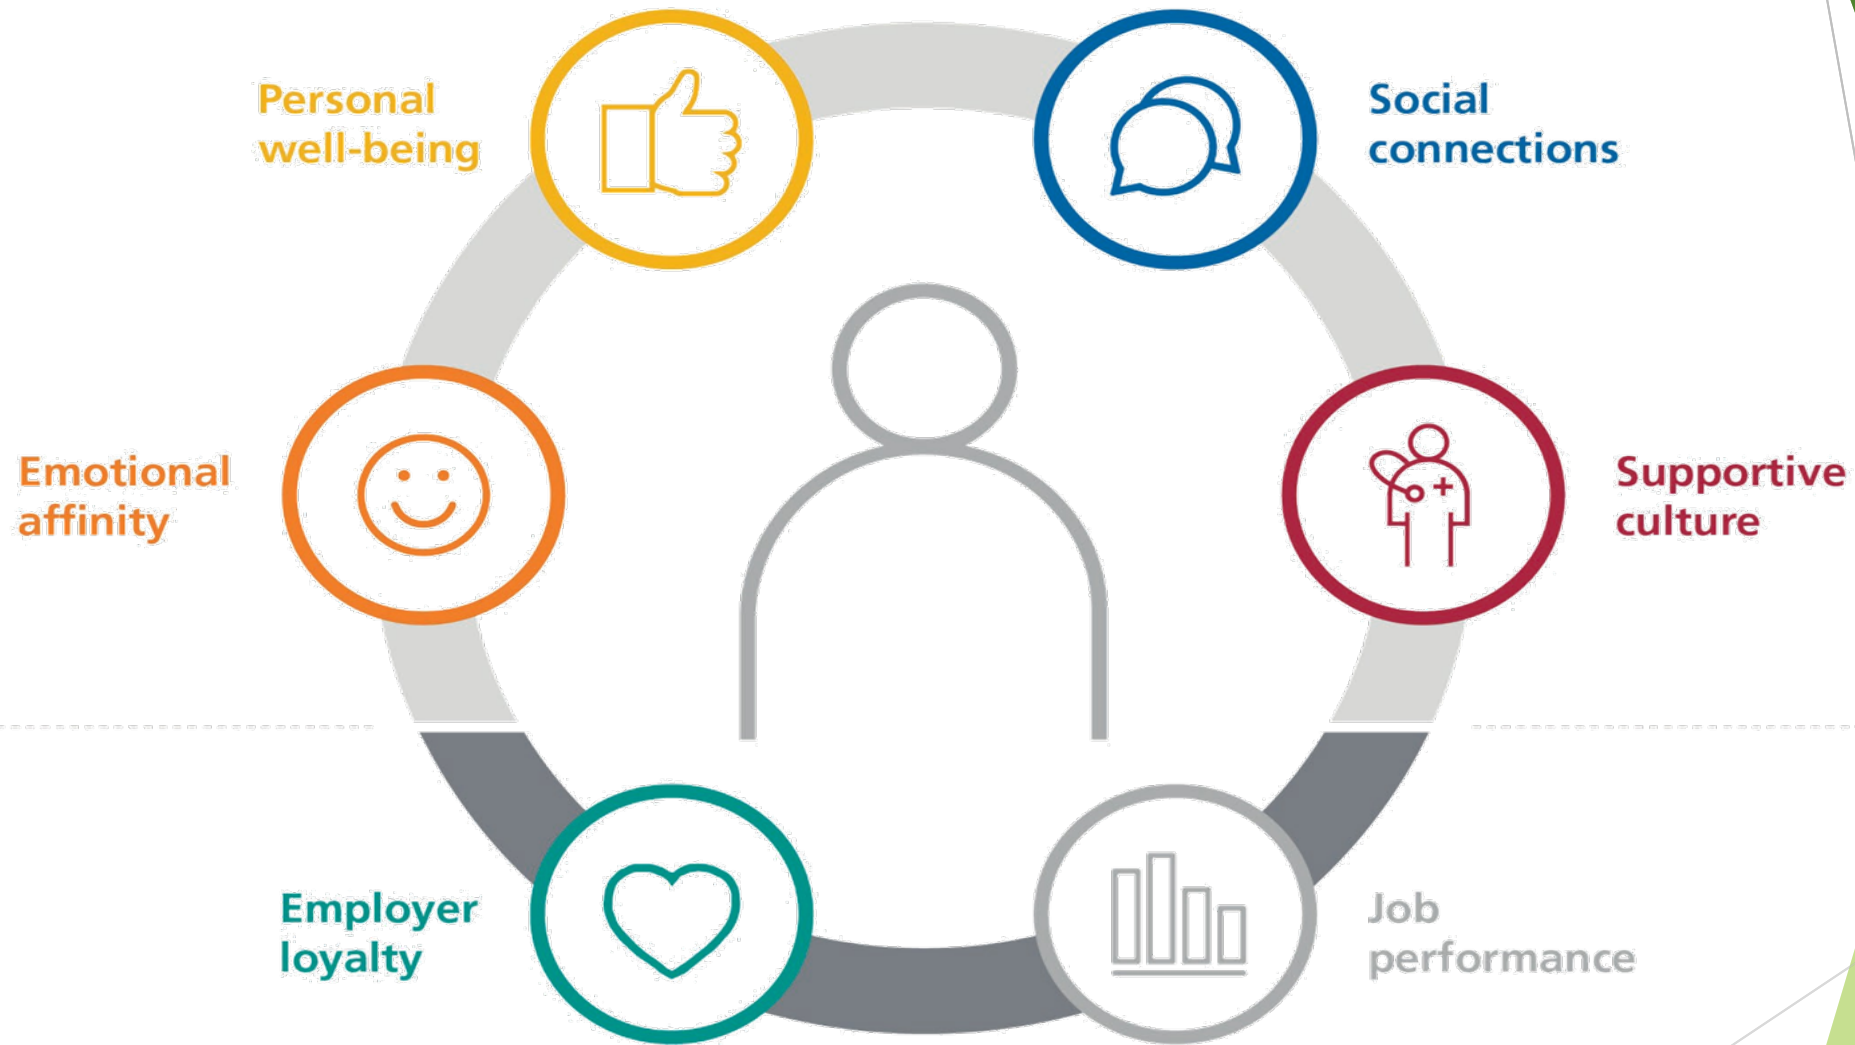 Personal
well-being
Social
connections
Emotional
affinity
Supportive
culture
Employer
loyalty
Job
performance